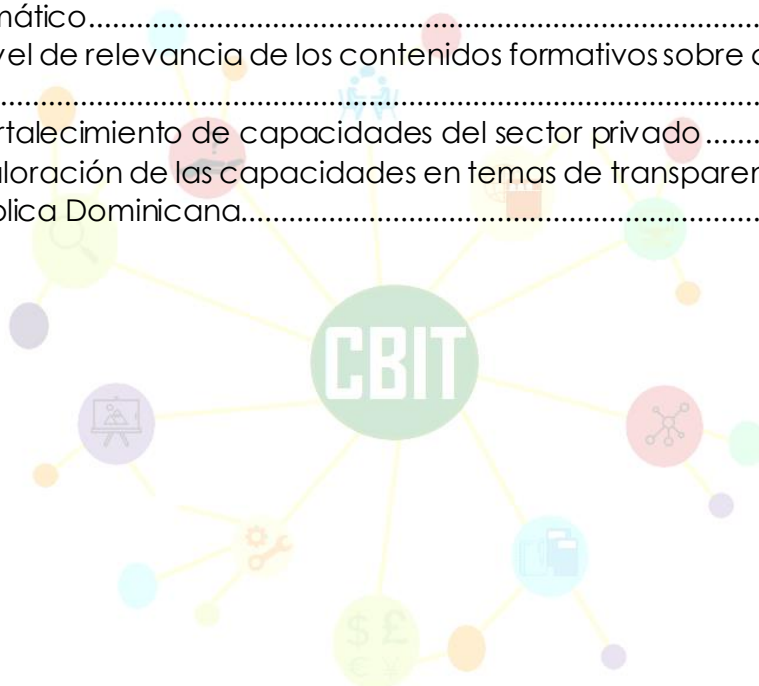 mático....................................................................................................
vel de relevancia de los contenidos formativos sobre
....................................................................................................
rtalecimiento de capacidades del sector privado.......
aloración de las capacidades en temas de transparen
blica Dominicana....................................................................................
CBIT
$ £
€ ¥